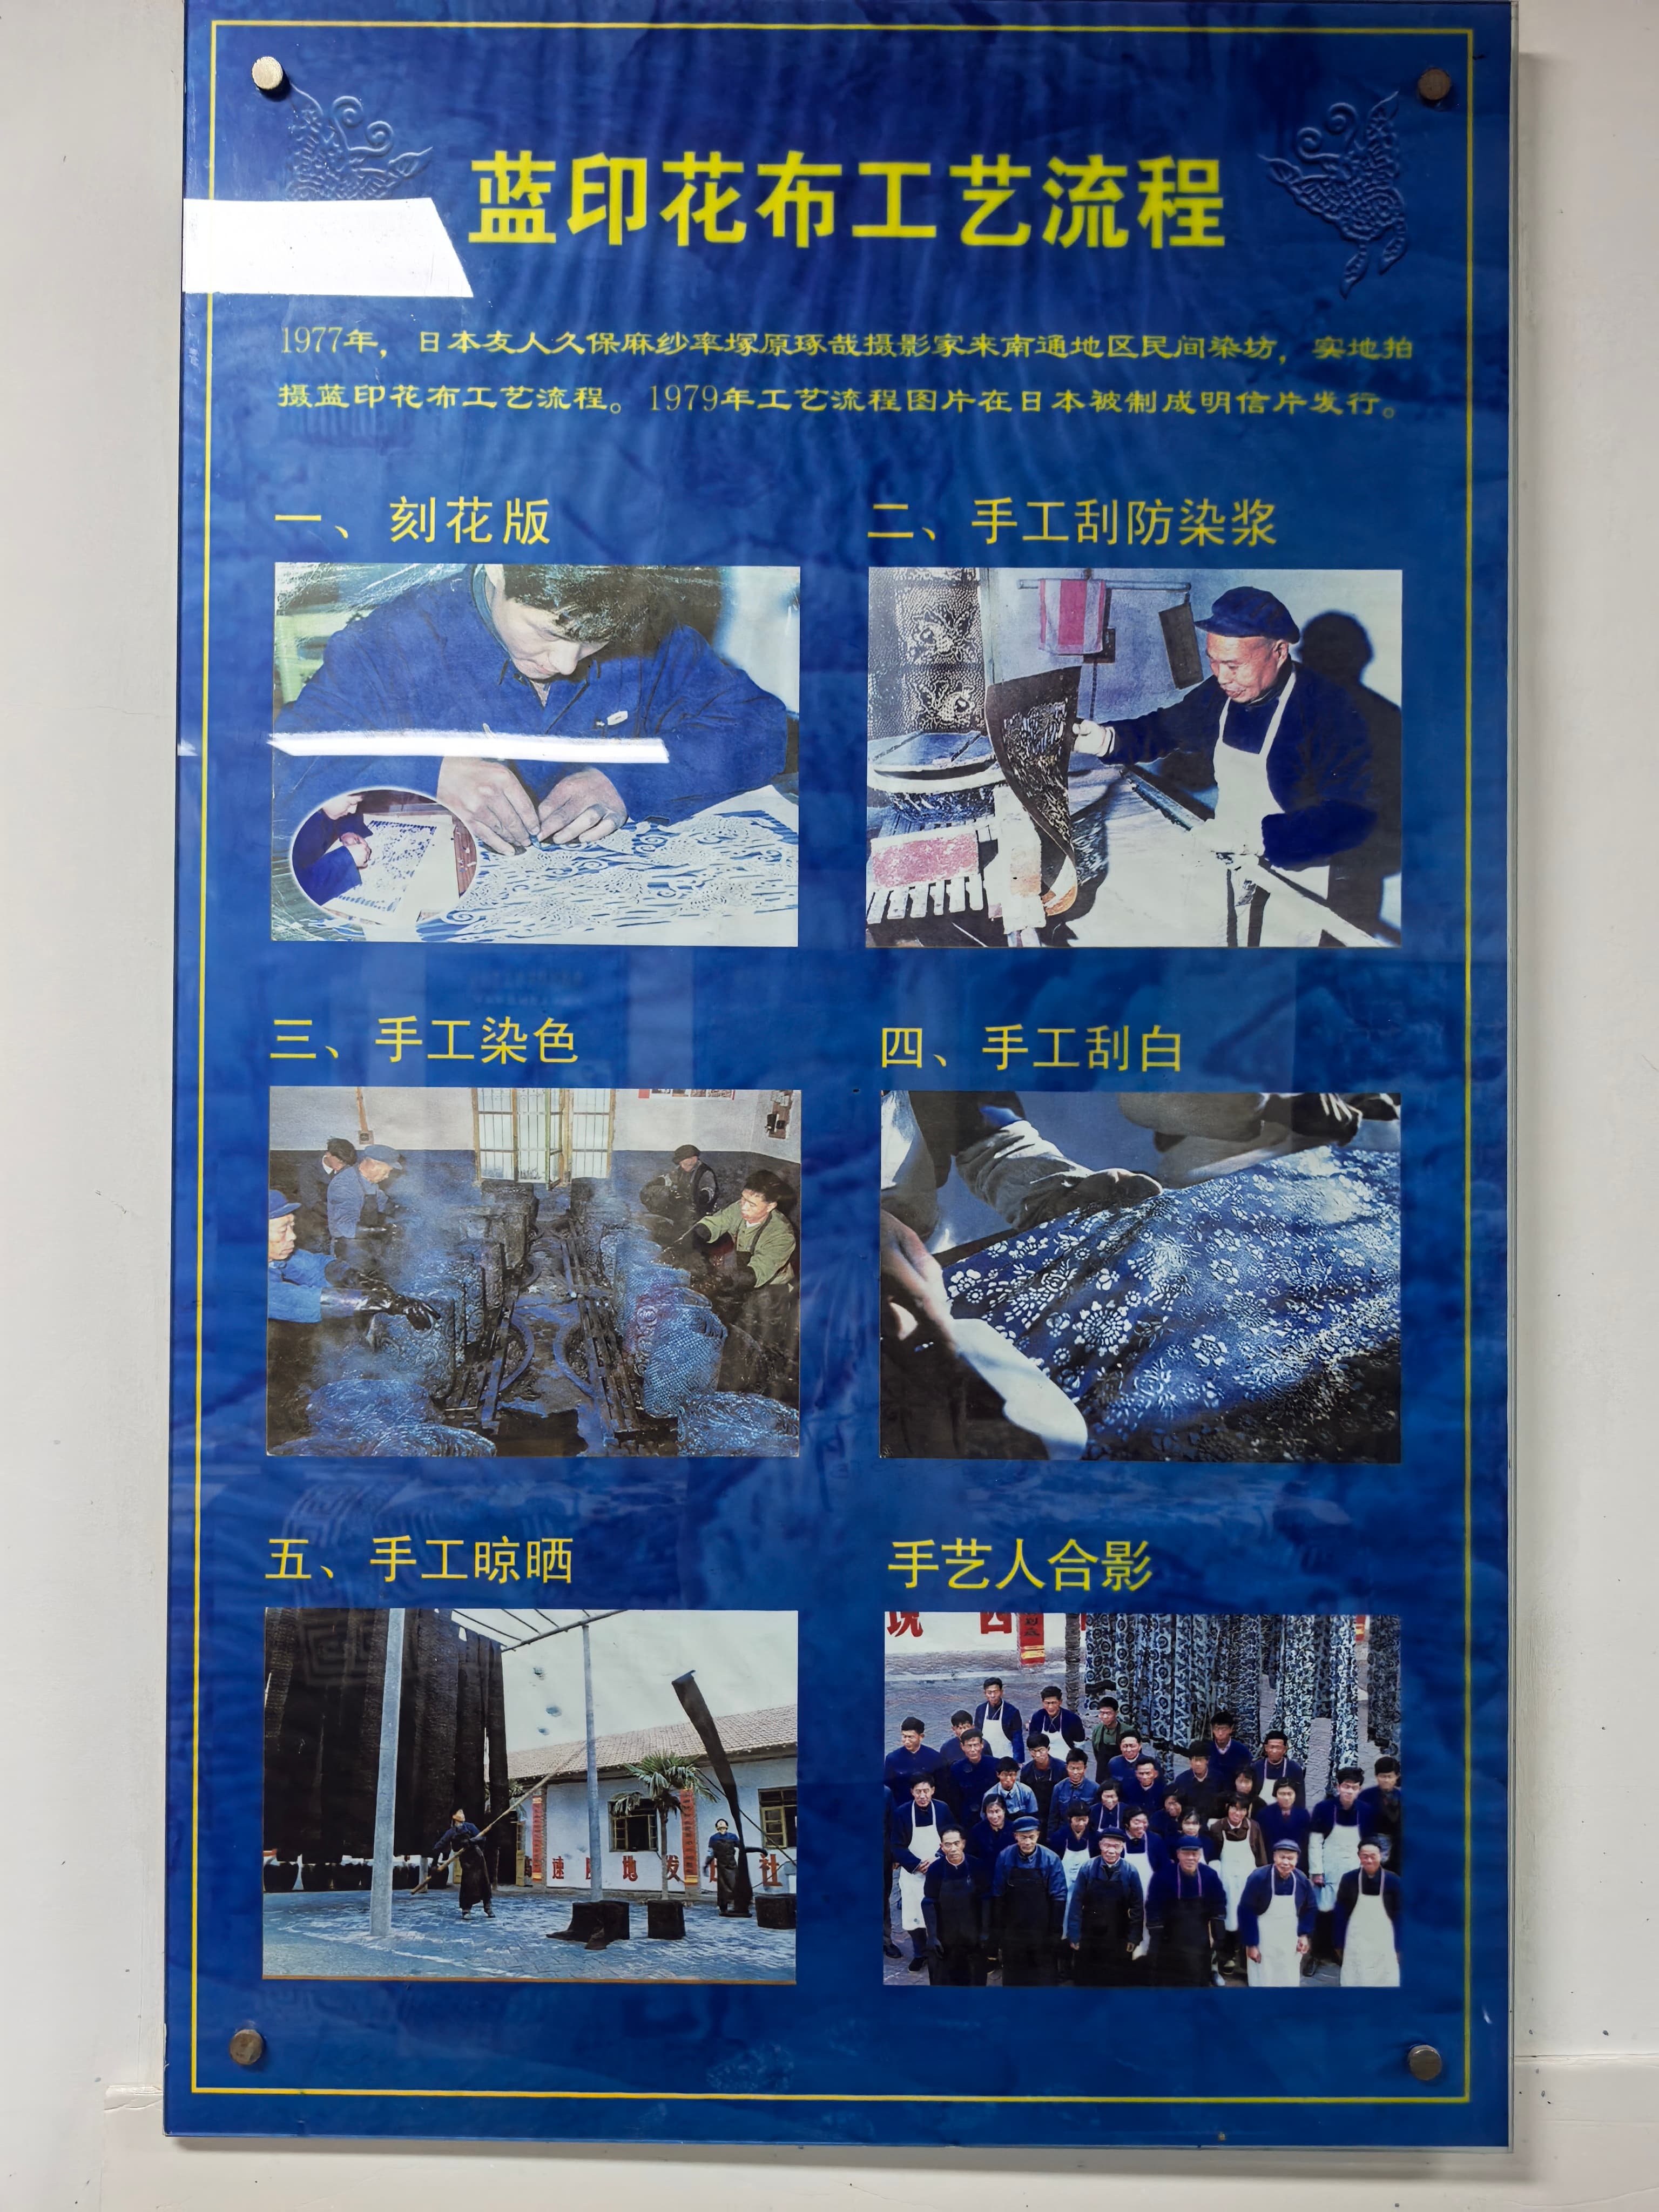 蓝印花布工艺流程
1977年，日本友人久保麻纱率塚原琢哉摄影家来南通地区民间染坊，实地拍
摄蓝印花布工艺流程。1979年工艺流程图片在日本被制成明信片发行。
一、刻花版
二、手工刮防染浆
三、手工染色
四、手工刮白
五、手工晾晒
手艺人合影
速 地发 社
四